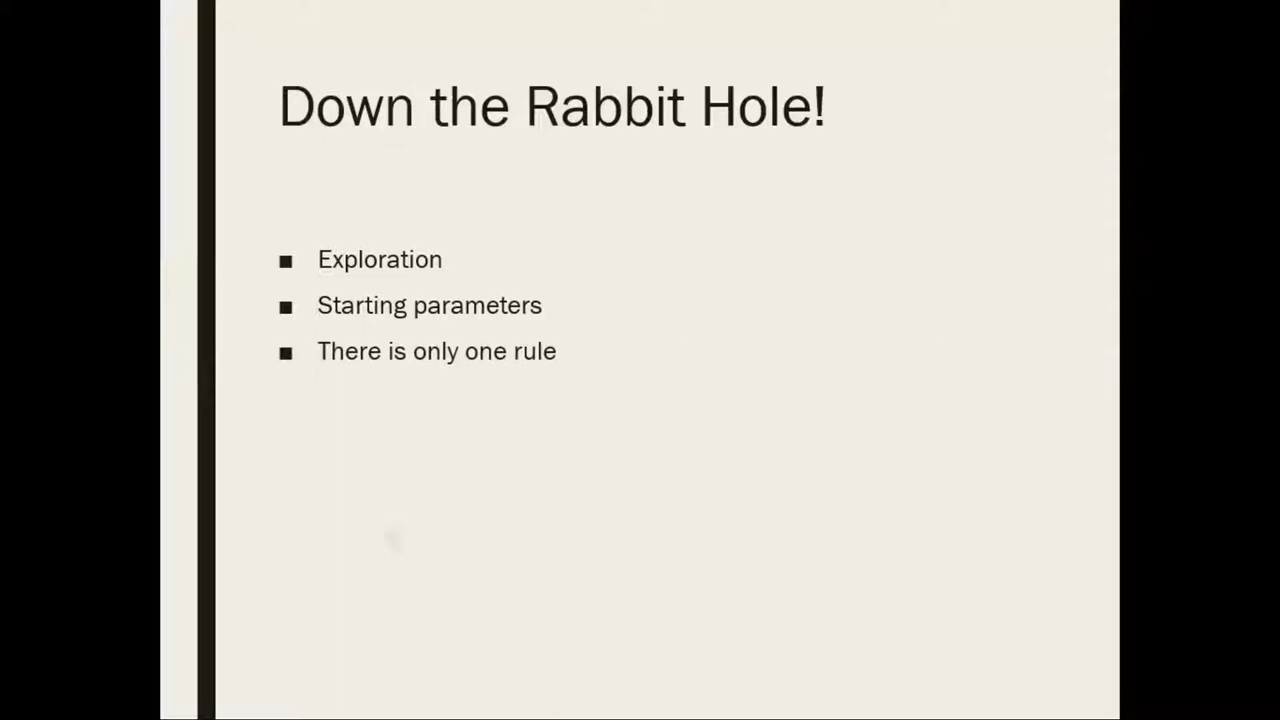 Down the Rabbit Hole!
Exploration
Starting parameters
There is only one rule